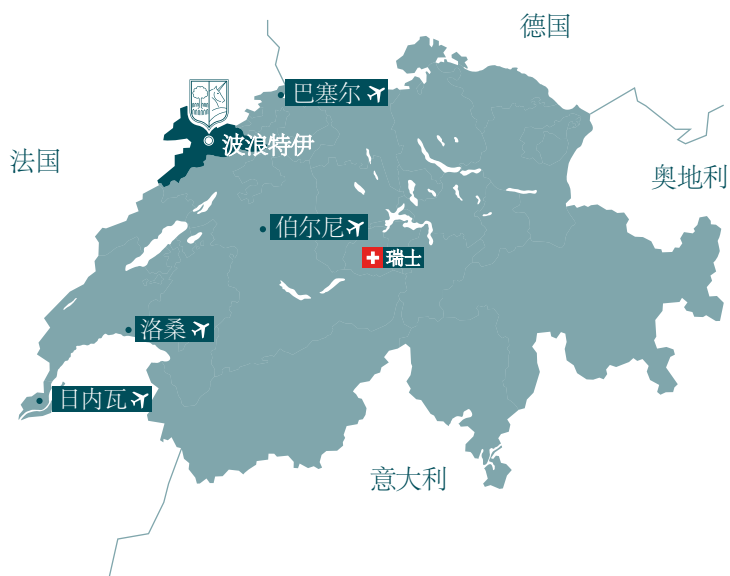 德国
巴塞尔
波浪特伊
法国
奥地利
伯尔尼
瑞士
洛桑
日内瓦
意大利